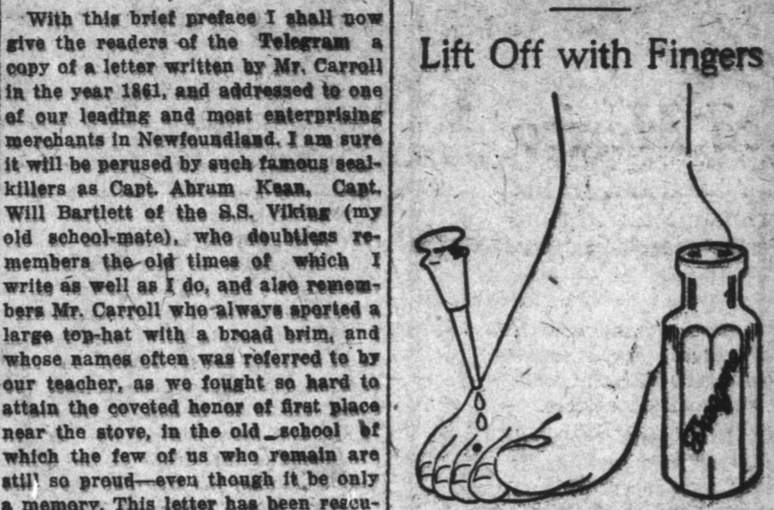 With this brief preface I shall now
give the readers of the Telegram a
copy of a letter written by Mr. Carroll
in the year 1861, and addressed to one
of our leading and most enterprising
merchants in Newfoundland. I am sure
it will be perused by such famous seal-
killers as Capt. Abram Kean, Capt.
Will Bartlett of the S.S. Viking (my
old school-mate), who doubtless re-
members the old times of which I
write as well as I do, and also remem-
bers Mr. Carroll who always sported a
large top-hat with a broad brim, and
whose names often was referred to by
our teacher, as we fought so hard to
attain the coveted honor of first place
near the stove, in the old school of
which the few of us who remain are
still so proud—even though it be only
a memory. This letter has been rescu-
Lift Off with Fingers
Freezone